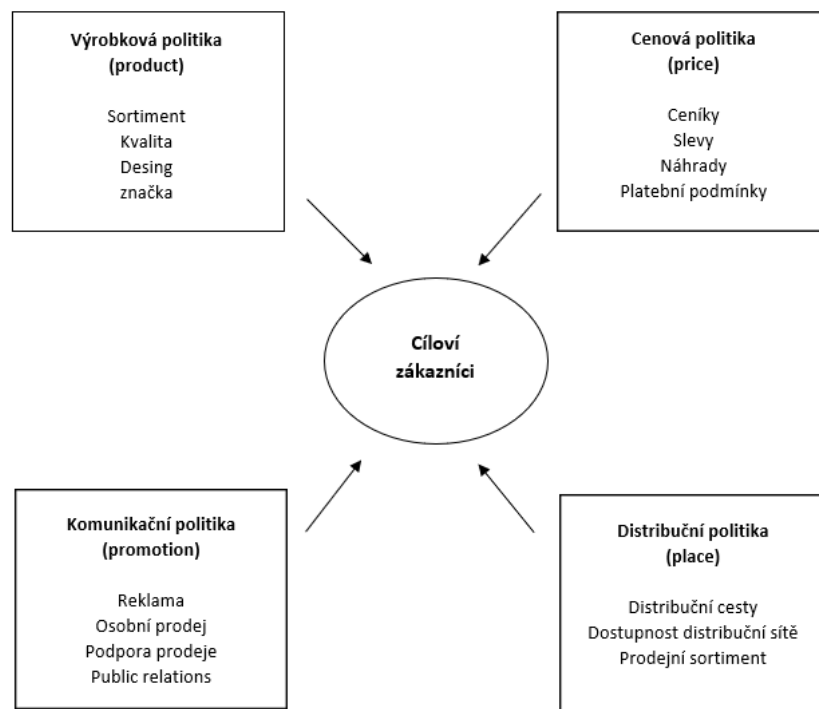 Výrobková politika
(product)
Sortiment
Kvalita
Desing
značka
Cenová politika
(price)
Ceníky
Slevy
Náhrady
Platební podmínky
Cíloví
zákazníci
Komunikační politika
(promotion)
Reklama
Osobní prodej
Podpora prodeje
Public relations
Distribuční politika
(place)
Distribuční cesty
Dostupnost distribuční sítě
Prodejní sortiment